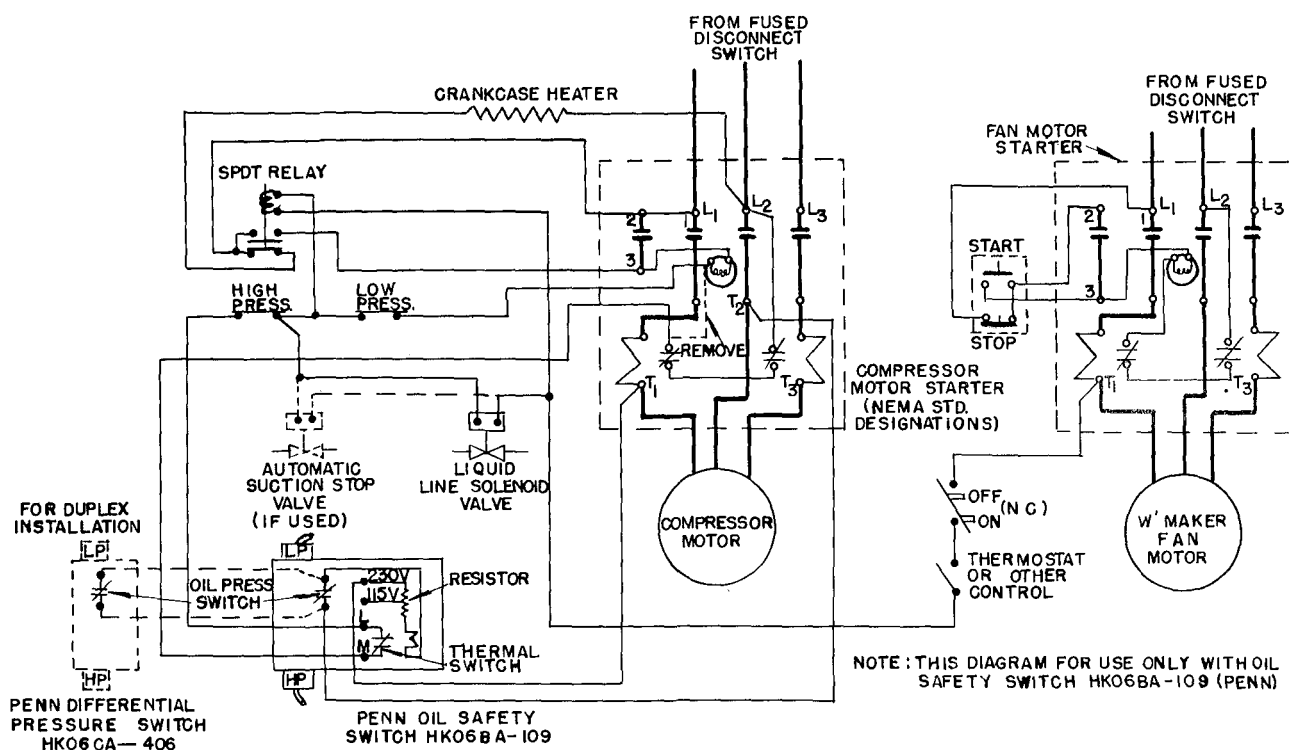 FROM FUSED
DISCONNECT
SWITCH
CRANKCASE HEATER
FROM FUSED
DISCONNECT
SWITCH
FAN MOTOR
STARTER
SPDT RELAY
L1
L2
L3
2
3
L1
L2
L3
2
3
START
STOP
HIGH
PRESS.
LOW
PRESS.
T2
REMOVE
T1
T3
T1
T3
COMPRESSOR
MOTOR STARTER
(NEMA STD.
DESIGNATIONS)
AUTOMATIC
SUCTION STOP
VALVE
(IF USED)
LIQUID
LINE SOLENOID
VALVE
COMPRESSOR
MOTOR
OFF
(NC)
ON
W' MAKER
FAN
MOTOR
THERMOSTAT
OR OTHER
CONTROL
FOR DUPLEX
INSTALLATION
LP
LP
OIL PRESS
SWITCH
230V
115V
L
M
RESISTOR
THERMAL
SWITCH
HP
HP
NOTE: THIS DIAGRAM FOR USE ONLY WITH OIL
SAFETY SWITCH HK06BA-109 (PENN)
PENN DIFFERENTIAL
PRESSURE SWITCH
HK06CA-406
PENN OIL SAFETY
SWITCH HK06BA-109